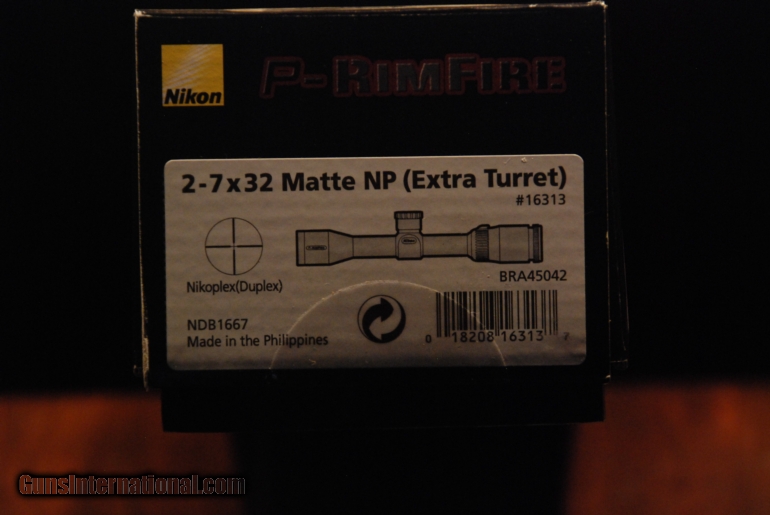 Nikon
P-RIMFIRE
2-7x32 Matte NP (Extra Turret)
#16313
Nikoplex(Duplex)
BRA45042
NDB1667
Made in the Philippines
0 18208 16313 7
GunsInternational.com